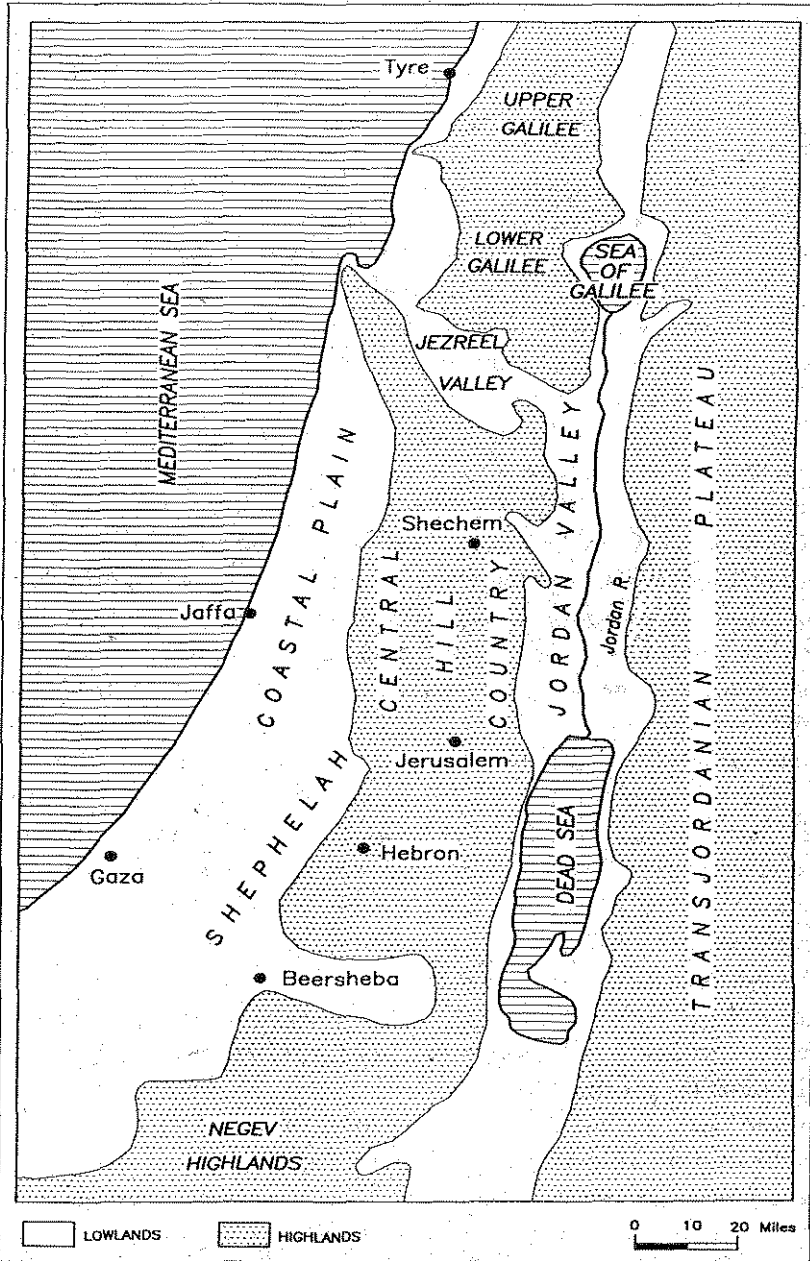 Tyre
UPPER
GALILEE
LOWER
GALILEE
SEA
OF
GALILEE
MEDITERRANEAN SEA
JEZREEL
VALLEY
COASTAL PLAIN
Shechem
CENTRAL
HILL
COUNTRY
JORDAN VALLEY
Jordan R.
TRANSJORDANIAN PLATEAU
Jaffa
Jerusalem
SHEPHELAH
Hebron
Gaza
DEAD SEA
Beersheba
NEGEV
HIGHLANDS
LOWLANDS
HIGHLANDS
0 10 20 Miles